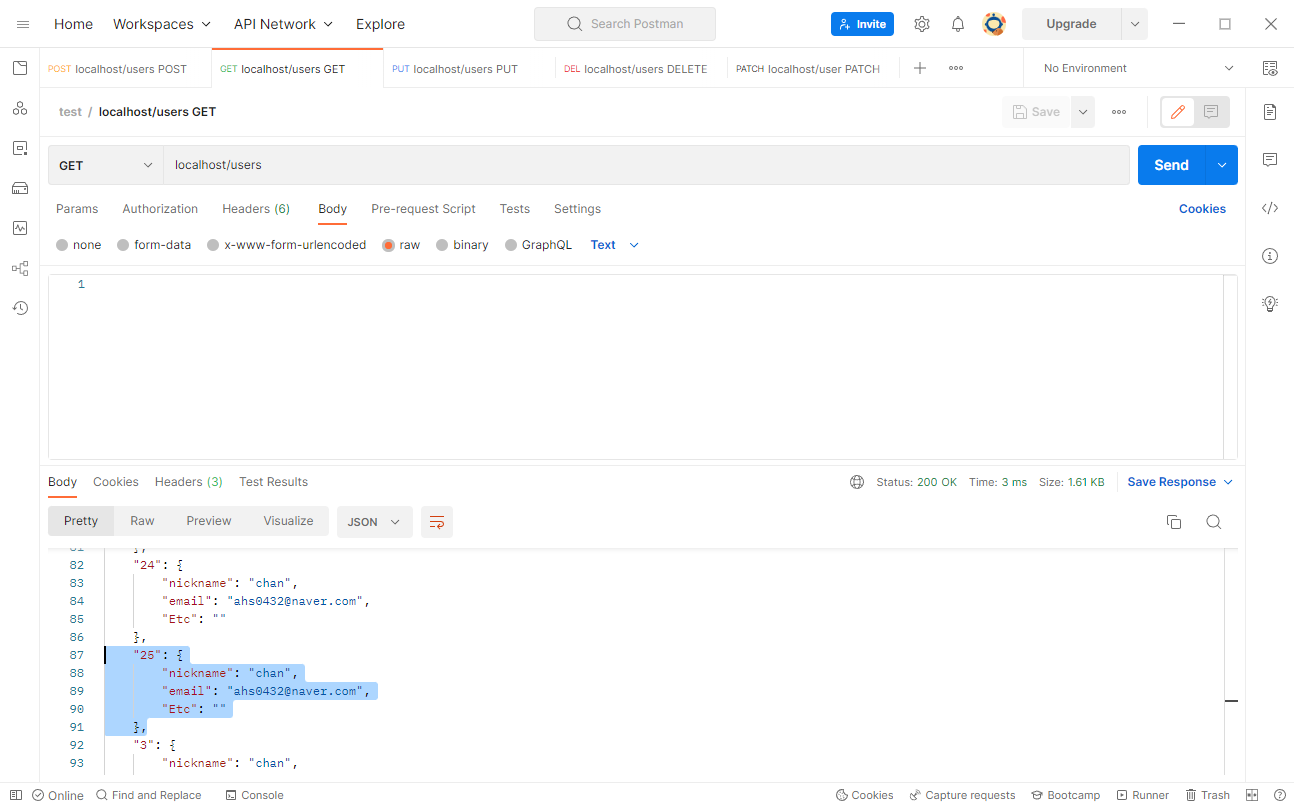 Home Workspaces API Network Explore Search Postman Invite Upgrade
POST localhost/users POST GET localhost/users GET PUT localhost/users PUT DEL localhost/users DELETE PATCH localhost/user PATCH No Environment
test / localhost/users GET Save
GET localhost/users Send
Params Authorization Headers (6) Body Pre-request Script Tests Settings Cookies
none form-data x-www-form-urlencoded raw binary GraphQL Text
1
Body Cookies Headers (3) Test Results Status: 200 OK Time: 3 ms Size: 1.61 KB Save Response
Pretty Raw Preview Visualize JSON
81 },
82 "24": {
83 "nickname": "chan",
84 "email": "ahs0432@naver.com",
85 "Etc": ""
86 },
87 "25": {
88 "nickname": "chan",
89 "email": "ahs0432@naver.com",
90 "Etc": ""
91 },
92 "3": {
93 "nickname": "chan",
Online Find and Replace Console Cookies Capture requests Bootcamp Runner Trash